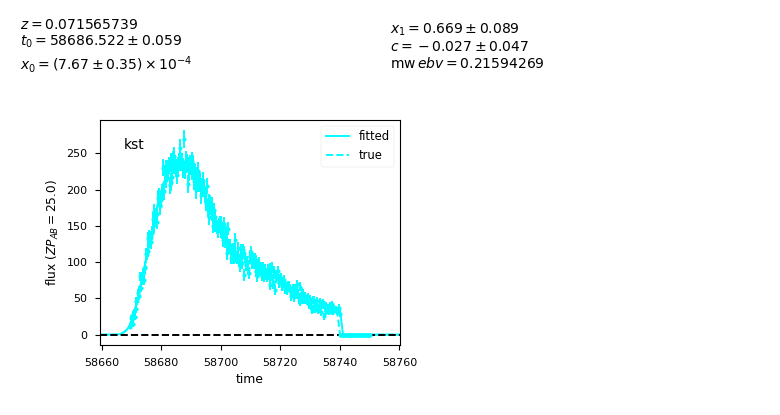 z = 0.071565739
t₀ = 58686.522 ± 0.059
x₀ = (7.67 ± 0.35) × 10⁻⁴
x₁ = 0.669 ± 0.089
c = −0.027 ± 0.047
mw ebv = 0.21594269
kst
fitted
true
flux (ZP_AB = 25.0)
250
200
150
100
50
0
58660 58680 58700 58720 58740 58760
time